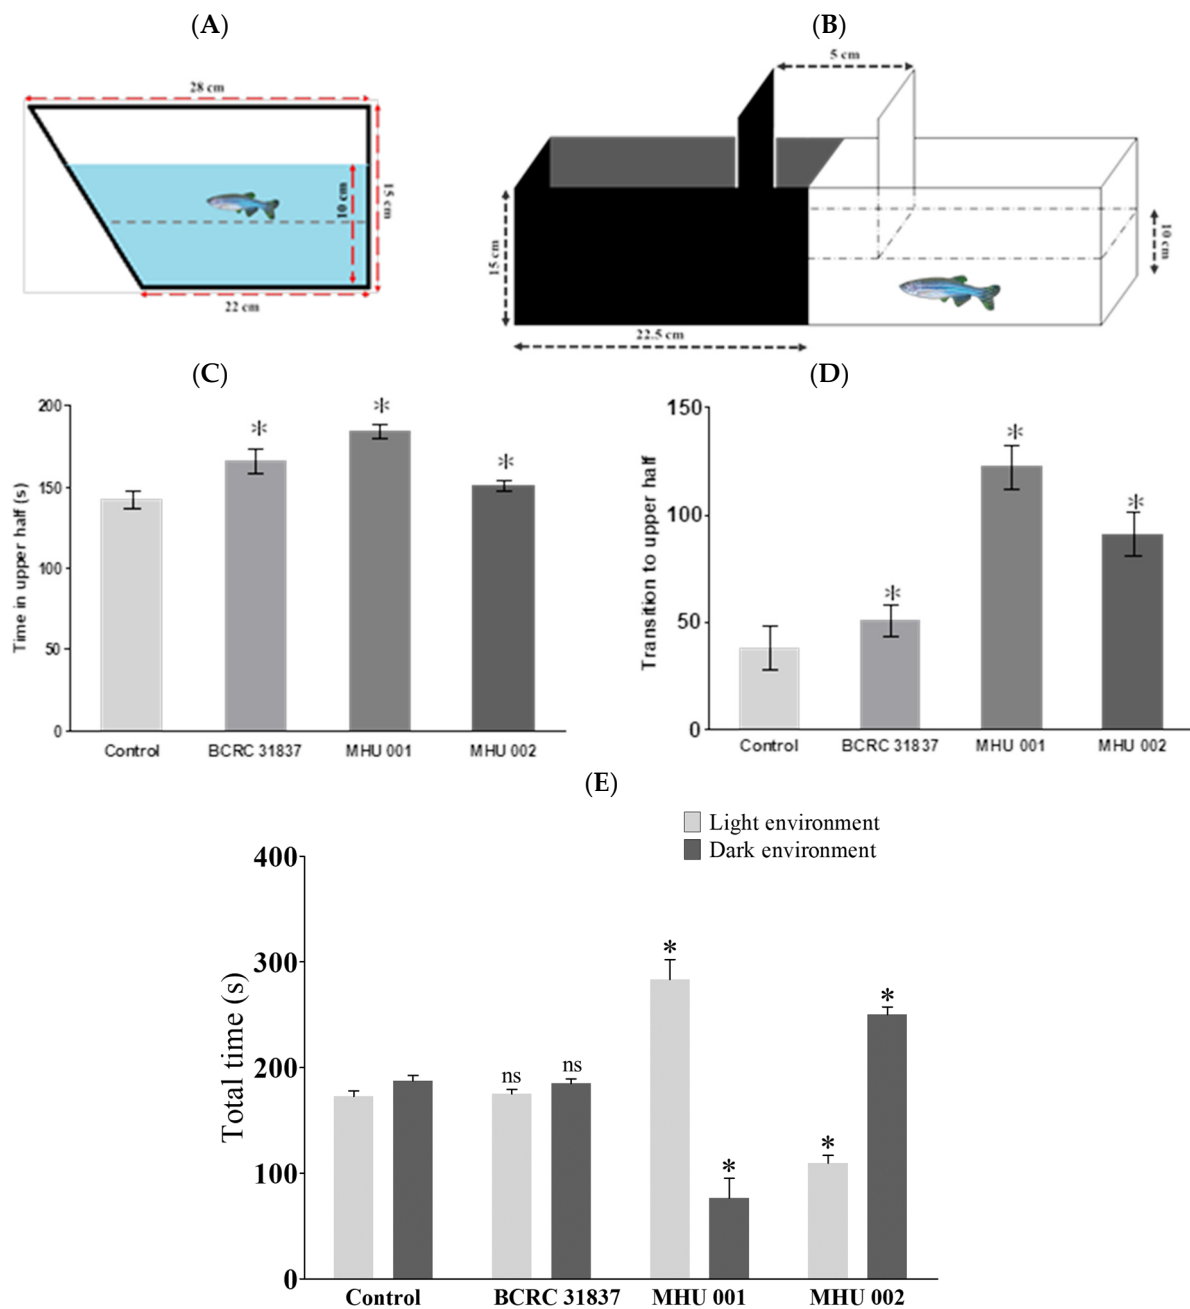 (A)
28 cm
10 cm
15 cm
22 cm
(B)
5 cm
15 cm
10 cm
22.5 cm
(C)
200
150
100
50
0
Time in upper half (s)
*
*
*
Control
BCRC 31837
MHU 001
MHU 002
(D)
150
100
50
0
Transition to upper half
*
*
*
Control
BCRC 31837
MHU 001
MHU 002
(E)
Light environment
Dark environment
400
300
200
100
0
Total time (s)
ns
ns
*
*
*
*
Control
BCRC 31837
MHU 001
MHU 002